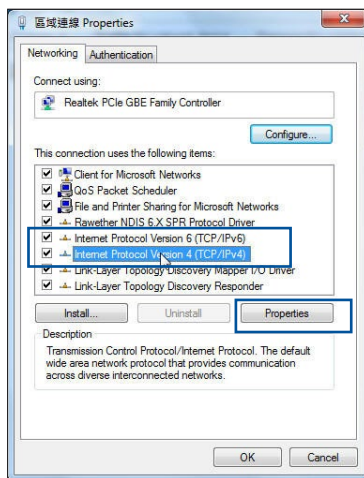 區域連線 Properties
Networking
Authentication
Connect using:
Realtek PCIe GBE Family Controller
Configure...
This connection uses the following items:
Client for Microsoft Networks
QoS Packet Scheduler
File and Printer Sharing for Microsoft Networks
Rawether NDIS 6.X SPR Protocol Driver
Internet Protocol Version 6 (TCP/IPv6)
Internet Protocol Version 4 (TCP/IPv4)
Link-Layer Topology Discovery Mapper I/O Driver
Link-Layer Topology Discovery Responder
Install...
Uninstall
Properties
Description
Transmission Control Protocol/Internet Protocol. The default
wide area network protocol that provides communication
across diverse interconnected networks.
OK
Cancel